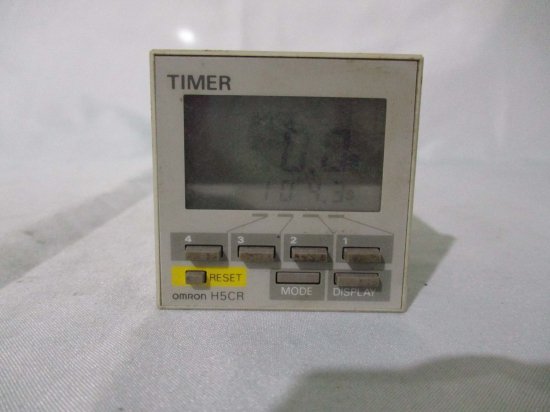 TIMER
4 3 2 1
RESET
MODE DISPLAY
omron H5CR